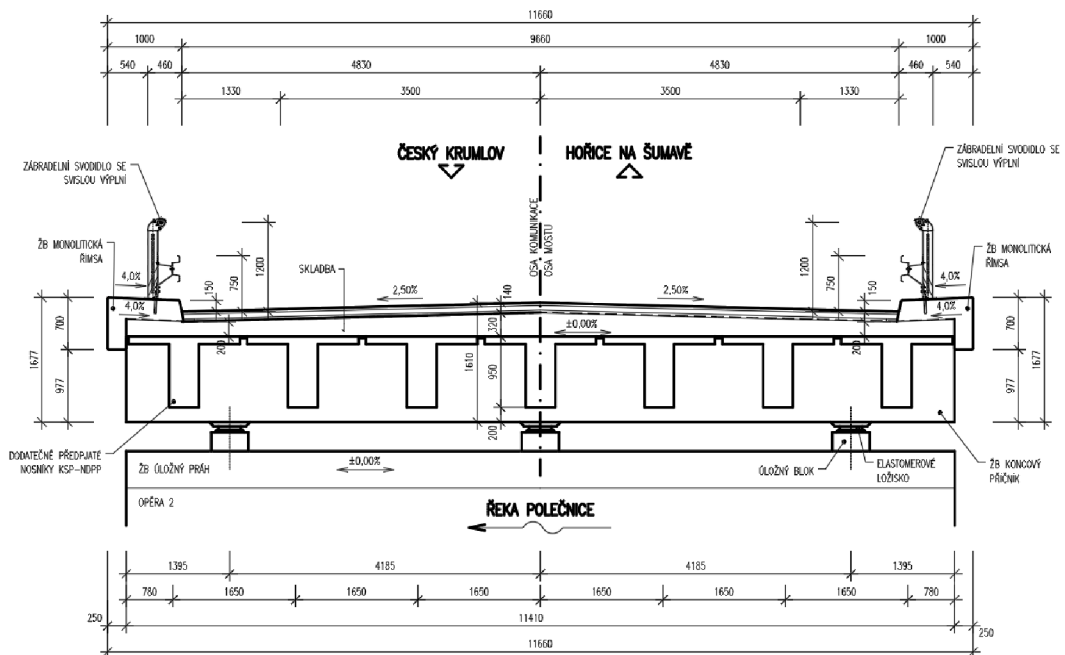 11660
1000
9660
1000
540
460
4830
4830
460
540
1330
3500
3500
1330
ČESKÝ KRUMLOV
HOŘICE NA ŠUMAVĚ
ZÁBRADELNÍ SVODIDLO SE
SVISLOU VÝPLNÍ
ZÁBRADELNÍ SVODIDLO SE
SVISLOU VÝPLNÍ
OSA KOMUNIKACE
OSA MOSTU
ŽB MONOLITICKÁ
ŘÍMSA
ŽB MONOLITICKÁ
ŘÍMSA
SKLADBA
4,0%
4,0%
150
750
1200
2,50%
140
2,50%
1200
750
150
4,0%
4,0%
±0,00%
320
200
200
700
977
1677
1610
950
200
700
977
1677
DODATEČNĚ PŘEDPJATÉ
NOSNÍKY KSP-NDPP
ŽB ÚLOŽNÝ PRÁH
±0,00%
ÚLOŽNÝ BLOK
ELASTOMEROVÉ
LOŽISKO
ŽB KONCOVÝ
PŘÍČNÍK
OPĚRA 2
ŘEKA POLEČNICE
1395
4185
4185
1395
780
1650
1650
1650
1650
1650
1650
780
250
11410
250
11660